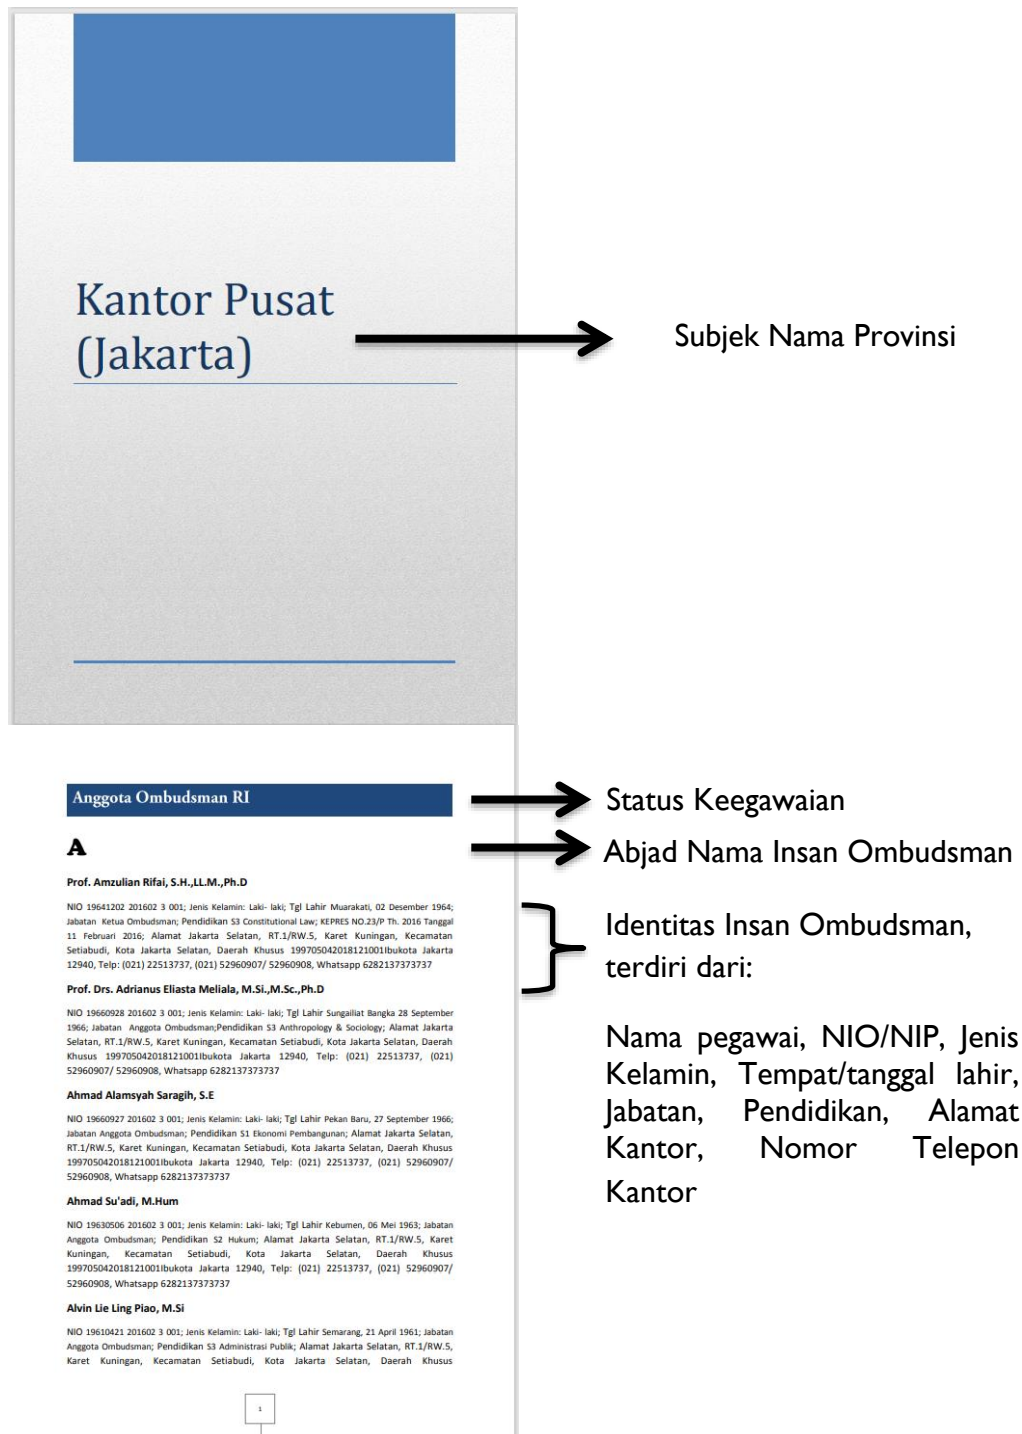 Kantor Pusat
(Jakarta)
Subjek Nama Provinsi
Anggota Ombudsman RI
Status Keegawaian
A
Abjad Nama Insan Ombudsman
Prof. Amzulian Rifai, S.H.,LL.M.,Ph.D
NIO 19641202 201602 3 001; Jenis Kelamin: Laki- laki; Tgl Lahir Muarakati, 02 Desember 1964;
Jabatan Ketua Ombudsman; Pendidikan S3 Constitutional Law; KEPRES NO.23/P Th. 2016 Tanggal
11 Februari 2016; Alamat Jakarta Selatan, RT.1/RW.5, Karet Kuningan, Kecamatan
Setiabudi, Kota Jakarta Selatan, Daerah Khusus 199705042018121001Ibukota Jakarta
12940, Telp: (021) 22513737, (021) 52960907/ 52960908, Whatsapp 6282137373737
Prof. Drs. Adrianus Eliasta Meliala, M.Si.,M.Sc.,Ph.D
NIO 19660928 201602 3 001; Jenis Kelamin: Laki- laki; Tgl Lahir Sungailiat Bangka 28 September
1966; Jabatan Anggota Ombudsman;Pendidikan S3 Anthropology & Sociology; Alamat Jakarta
Selatan, RT.1/RW.5, Karet Kuningan, Kecamatan Setiabudi, Kota Jakarta Selatan, Daerah
Khusus 199705042018121001Ibukota Jakarta 12940, Telp: (021) 22513737, (021)
52960907/ 52960908, Whatsapp 6282137373737
Ahmad Alamsyah Saragih, S.E
NIO 19660927 201602 3 001; Jenis Kelamin: Laki- laki; Tgl Lahir Pekan Baru, 27 September 1966;
Jabatan Anggota Ombudsman; Pendidikan S1 Ekonomi Pembangunan; Alamat Jakarta Selatan,
RT.1/RW.5, Karet Kuningan, Kecamatan Setiabudi, Kota Jakarta Selatan, Daerah Khusus
199705042018121001Ibukota Jakarta 12940, Telp: (021) 22513737, (021) 52960907/
52960908, Whatsapp 6282137373737
Ahmad Su'adi, M.Hum
NIO 19630506 201602 3 001; Jenis Kelamin: Laki- laki; Tgl Lahir Kebumen, 06 Mei 1963; Jabatan
Anggota Ombudsman; Pendidikan S2 Hukum; Alamat Jakarta Selatan, RT.1/RW.5, Karet
Kuningan, Kecamatan Setiabudi, Kota Jakarta Selatan, Daerah Khusus
199705042018121001Ibukota Jakarta 12940, Telp: (021) 22513737, (021) 52960907/
52960908, Whatsapp 6282137373737
Alvin Lie Ling Piao, M.Si
NIO 19610421 201602 3 001; Jenis Kelamin: Laki- laki; Tgl Lahir Semarang, 21 April 1961; Jabatan
Anggota Ombudsman; Pendidikan S3 Administrasi Publik; Alamat Jakarta Selatan, RT.1/RW.5,
Karet Kuningan, Kecamatan Setiabudi, Kota Jakarta Selatan, Daerah Khusus
1
Identitas Insan Ombudsman,
terdiri dari:
Nama pegawai, NIO/NIP, Jenis
Kelamin, Tempat/tanggal lahir,
Jabatan, Pendidikan, Alamat
Kantor, Nomor Telepon
Kantor